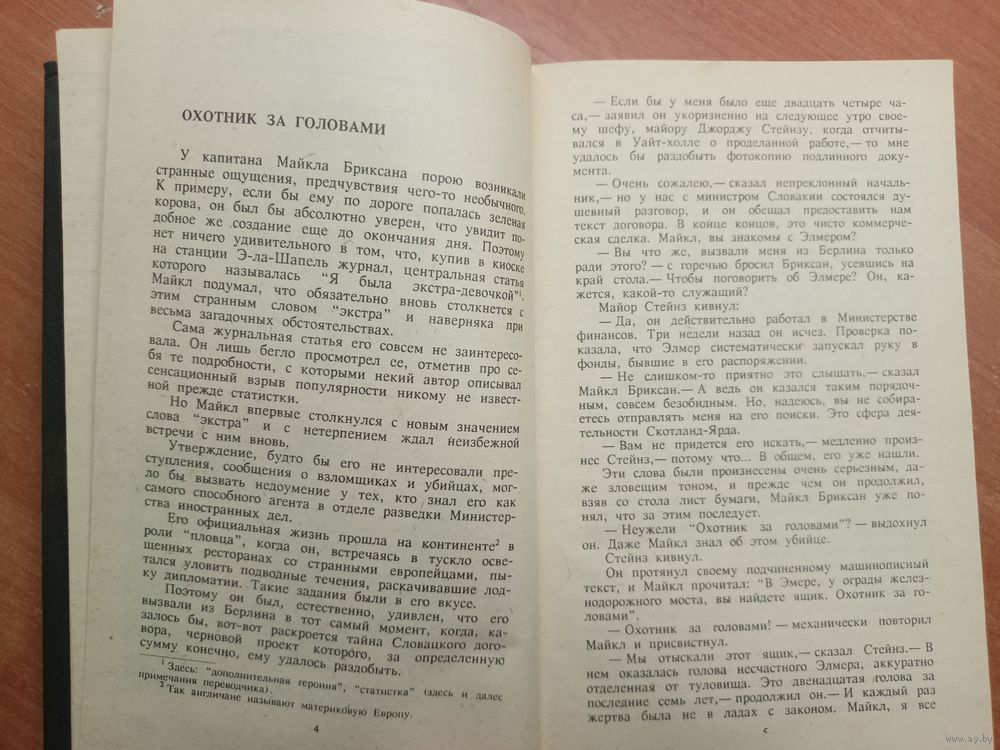 ОХОТНИК ЗА ГОЛОВАМИ
У капитана Майкла Бриксана порою возникали
странные ощущения, предчувствия чего-то необычного.
К примеру, если бы ему по дороге попалась зеленая
корова, он был бы абсолютно уверен, что увидит по-
добное же создание еще до окончания дня. Поэтому
нет ничего удивительного в том, что, купив в киоске
на станции Э-ла-Шапель журнал, центральная статья
которого называлась “Я была экстра-девочкой”¹,
Майкл подумал, что обязательно вновь столкнется с
этим странным словом “экстра” и наверняка при
весьма загадочных обстоятельствах.
Сама журнальная статья его совсем не заинтересо-
вала. Он лишь бегло просмотрел ее, отметив про се-
бя те подробности, с которыми некий автор описывал
сенсационный взрыв популярности никому не извест-
ной прежде статистки.
Но Майкл впервые столкнулся с новым значением
слова “экстра” и с нетерпением ждал неизбежной
встречи с ним вновь.
Утверждение, будто бы его не интересовали пре-
ступления, сообщения о взломщиках и убийцах, мог-
ло бы вызвать недоумение у тех, кто знал его как
самого способного агента в отделе разведки Министер-
ства иностранных дел.
Его официальная жизнь прошла на континенте² в
роли “пловца”, когда он, встречаясь в тускло осве-
щенных ресторанах со странными европейцами, пы-
тался уловить подводные течения, раскачивавшие лод-
ку дипломатии. Такие задания были в его вкусе.
Поэтому он был, естественно, удивлен, что его
вызвали из Берлина в тот самый момент, когда, ка-
залось бы, вот-вот раскроется тайна Словацкого дого-
вора, черновой проект которого, за определенную
сумму конечно, ему удалось раздобыть.
¹ Здесь: “дополнительная героиня”, “статистка” (здесь и далее
примечания переводчика).
² Так англичане называют материковую Европу.
4
— Если бы у меня было еще двадцать четыре ча-
са,— заявил он укоризненно на следующее утро свое-
му шефу, майору Джорджу Стейнзу, когда отчиты-
вался в Уайт-холле о проделанной работе,— то мне
удалось бы раздобыть фотокопию подлинного доку-
мента.
— Очень сожалею,— сказал непреклонный началь-
ник,— но у нас с министром Словакии состоялся ду-
шевный разговор, и он обещал предоставить нам
текст договора. В конце концов, это чисто коммерче-
ская сделка. Майкл, вы знакомы с Элмером?
— Вы что же, вызвали меня из Берлина только
ради этого? — с горечью бросил Бриксан, усевшись на
край стола.— Чтобы поговорить об Элмере? Он, ка-
жется, какой-то служащий?
Майор Стейнз кивнул:
— Да, он действительно работал в Министерстве
финансов. Три недели назад он исчез. Проверка по-
казала, что Элмер систематически запускал руку в
фонды, бывшие в его распоряжении.
— Не слишком-то приятно это слышать,— сказал
Майкл Бриксан.— А ведь он казался таким порядоч-
ным, совсем безобидным. Но, надеюсь, вы не собира-
етесь отправлять меня на его поиски. Это сфера дея-
тельности Скотланд-Ярда.
— Вам не придется его искать,— медленно произ-
нес Стейнз,— потому что... В общем, его уже нашли.
Эти слова были произнесены очень серьезным, да-
же зловещим тоном, и прежде чем он продолжил,
взяв со стола лист бумаги, Майкл Бриксан уже по-
нял, что за этим последует.
— Неужели “Охотник за головами”? — выдохнул
он. Даже Майкл знал об этом убийце.
Стейнз кивнул.
Он протянул своему подчиненному машинописный
текст, и Майкл прочитал: “В Эмере, у ограды желез-
нодорожного моста, вы найдете ящик. Охотник за го-
ловами”.
— Охотник за головами! — механически повторил
Майкл и присвистнул.
— Мы отыскали этот ящик,— сказал Стейнз.— В
нем оказалась голова несчастного Элмера, аккуратно
отделенная от туловища. Это двенадцатая голова за
последние семь лет,— продолжил он.— И каждый раз
жертва была не в ладах с законом. Майкл, я все
5
www.ay.by